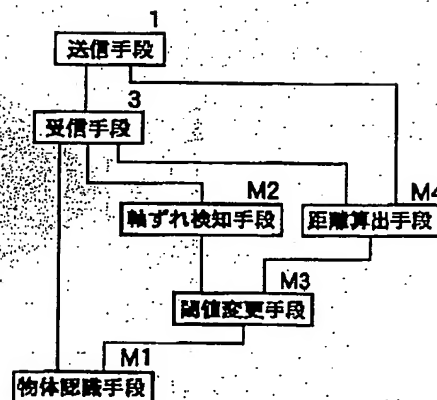 1
送信手段
3
受信手段
M2
軸ずれ検知手段
M4
距離算出手段
M3
閾値変更手段
M1
物体認識手段